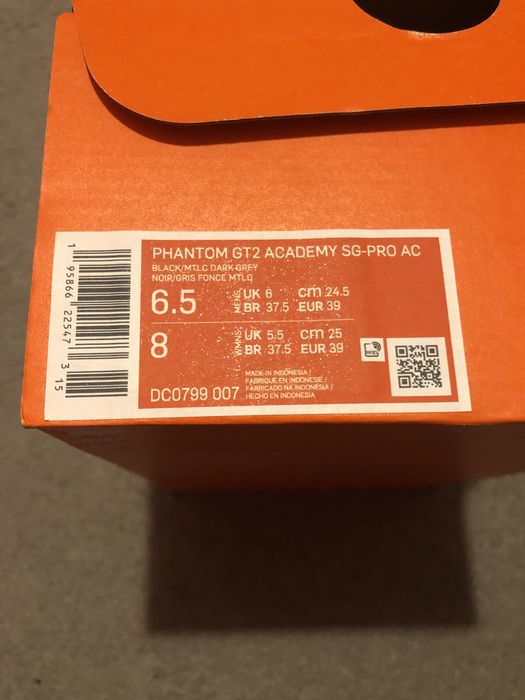 PHANTOM GT2 ACADEMY SG-PRO AC
BLACK/MTLC DARK GREY
NOIR/GRIS FONCE MTLQ
6.5 MENS UK 6 cm 24.5
BR 37.5 EUR 39
8 W/MNS UK 5.5 cm 25
BR 37.5 EUR 39
MADE IN INDONESIA /
FABRIQUÉ EN INDONÉSIE /
FABRICADO NA INDONÉSIA /
DC0799 007 HECHO EN INDONESIA
1 95866 22547 3 15